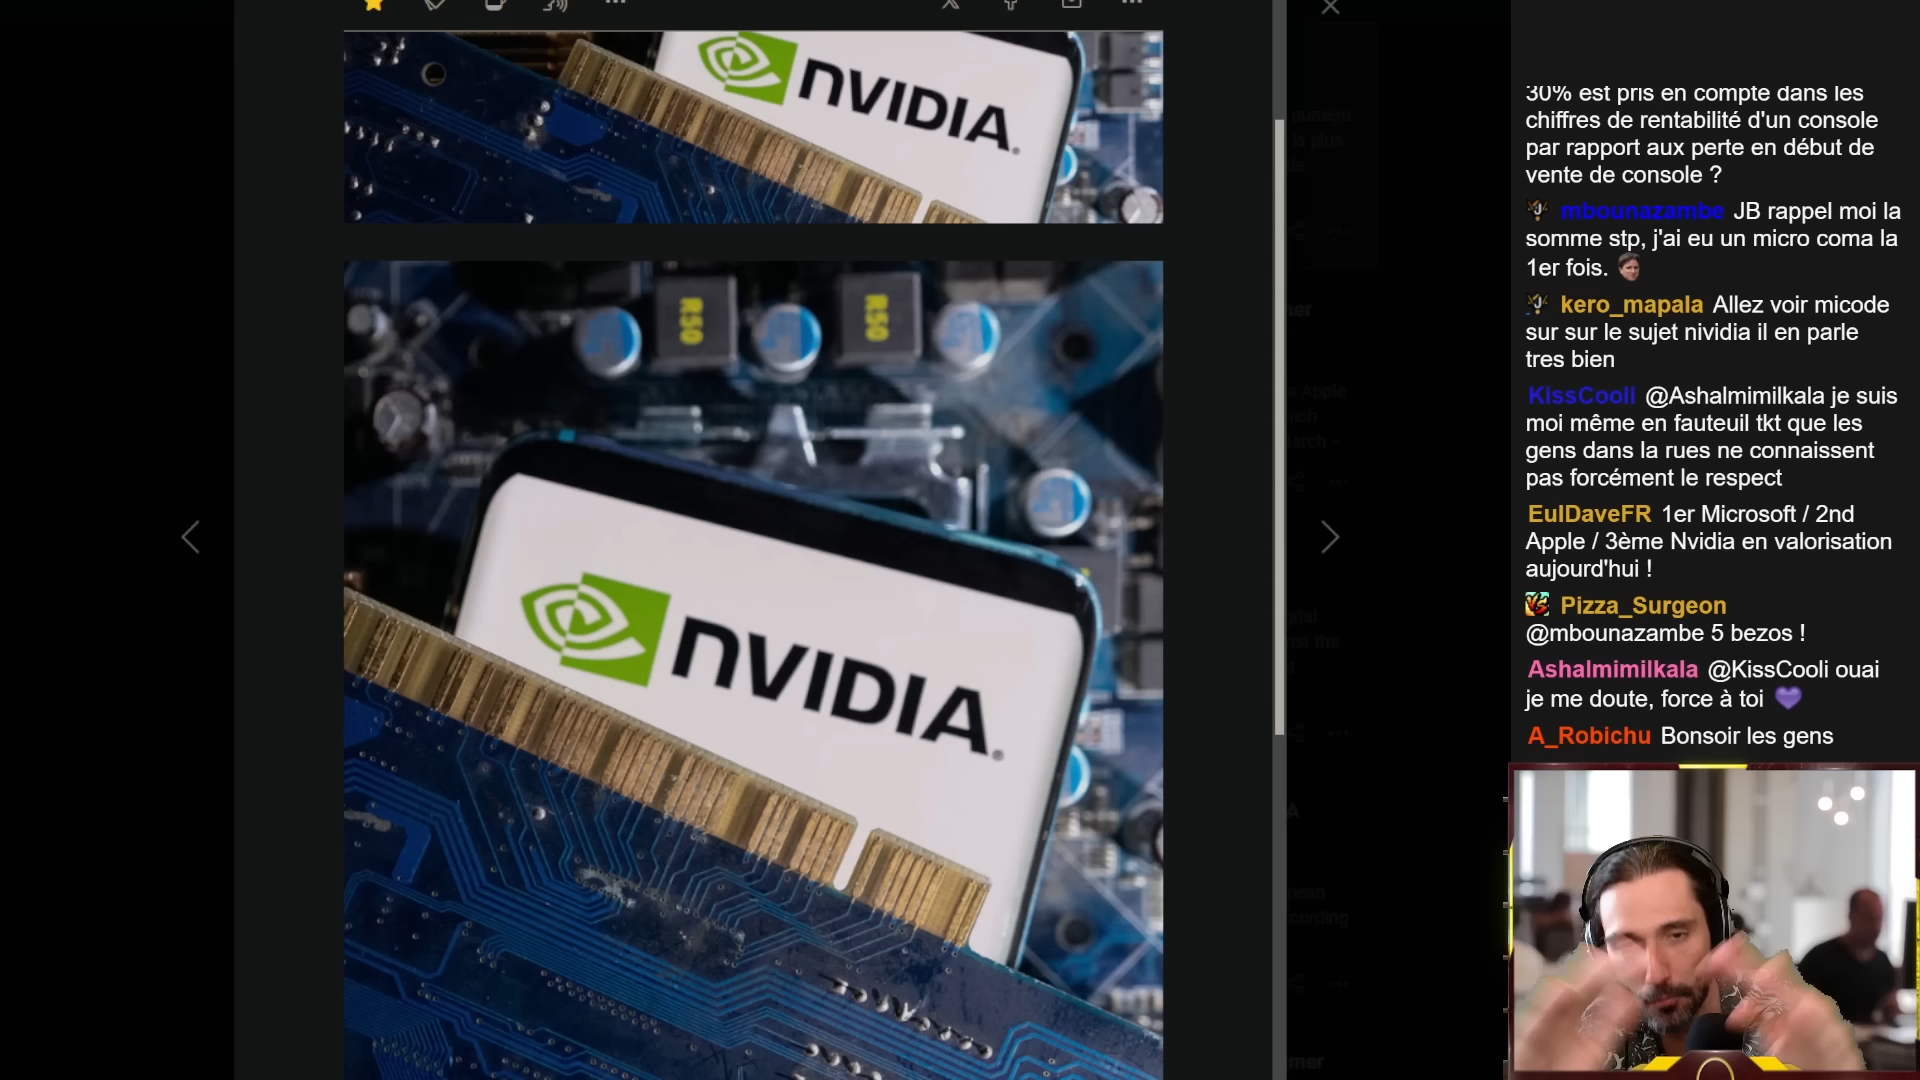 NVIDIA
R50
R50
NVIDIA
30% est pris en compte dans les
chiffres de rentabilité d'un console
par rapport aux perte en début de
vente de console ?
mbounazambe JB rappel moi la
somme stp, j'ai eu un micro coma la
1er fois.
kero_mapala Allez voir micode
sur sur le sujet nividia il en parle
tres bien
KissCooli @Ashalmimilkala je suis
moi même en fauteuil tkt que les
gens dans la rues ne connaissent
pas forcément le respect
EulDaveFR 1er Microsoft / 2nd
Apple / 3ème Nvidia en valorisation
aujourd'hui !
Pizza_Surgeon
@mbounazambe 5 bezos !
Ashalmimilkala @KissCooli ouai
je me doute, force à toi
A_Robichu Bonsoir les gens